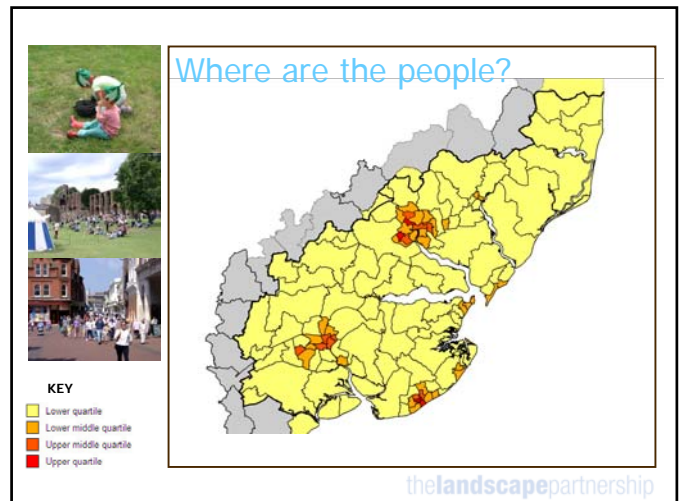 Where are the people?
KEY
Lower quartile
Lower middle quartile
Upper middle quartile
Upper quartile
thelandscapepartnership